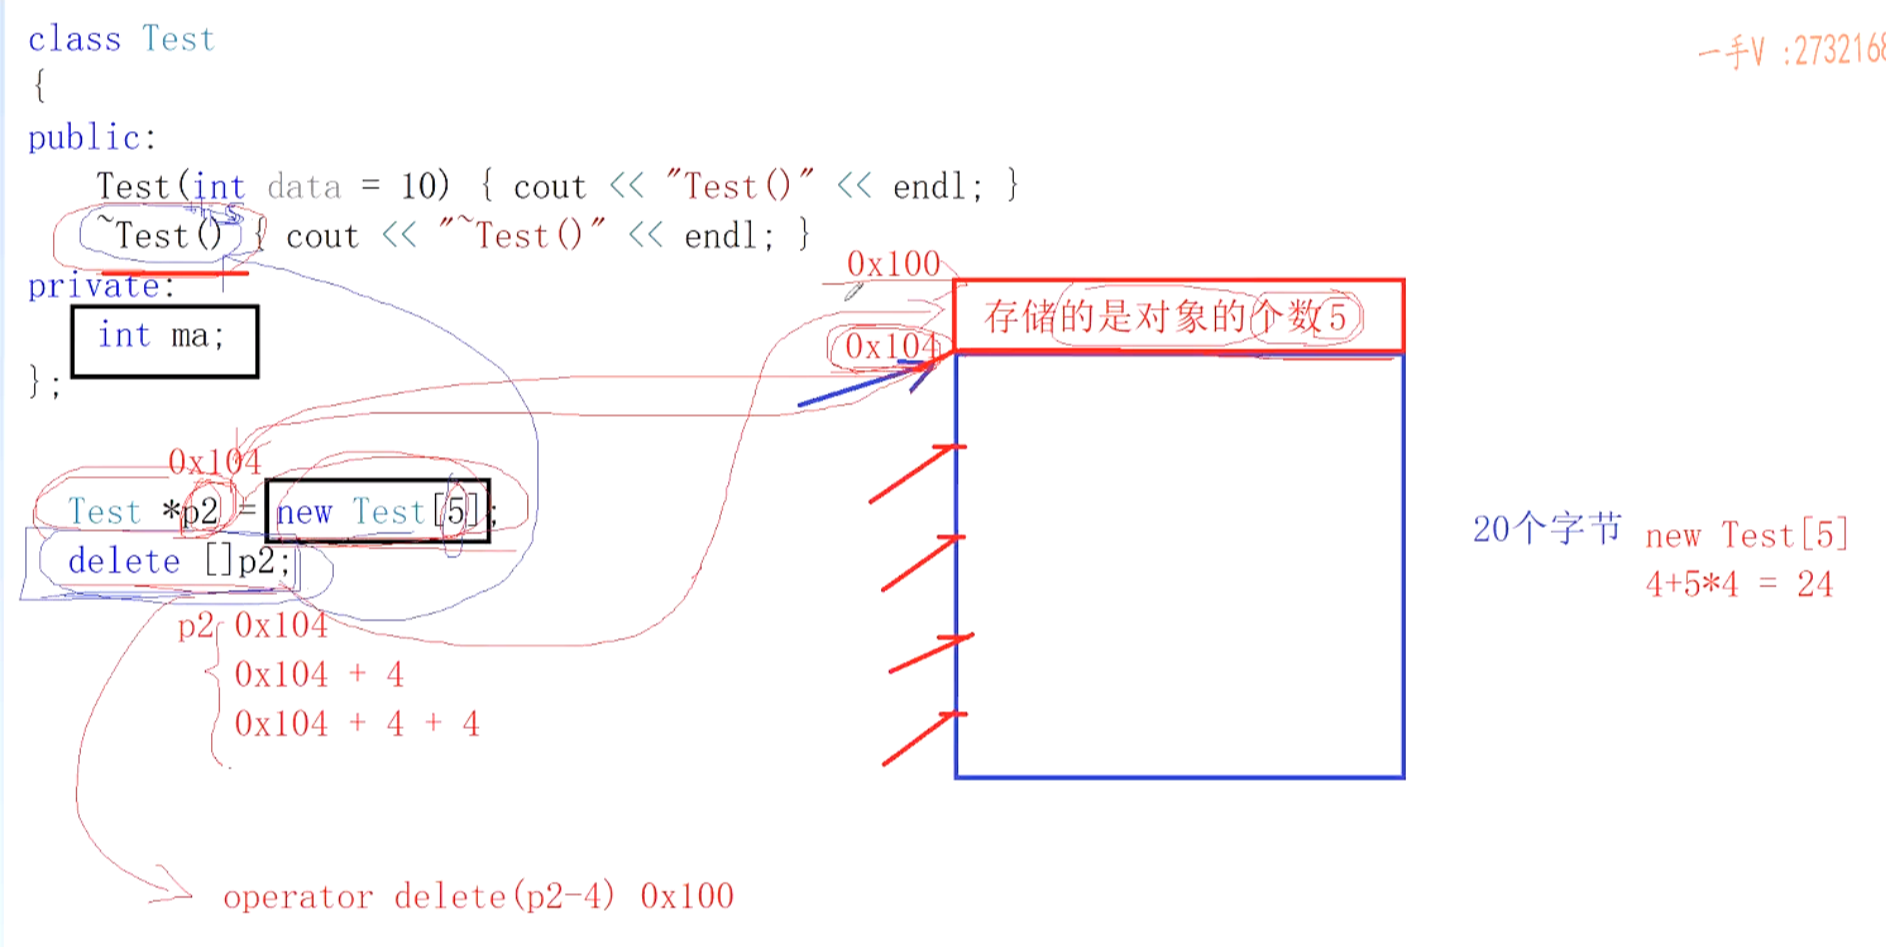 class Test
{
public:
Test(int data = 10) { cout << "Test()" << endl; }
~Test() { cout << "~Test()" << endl; }
private:
int ma;
};
0x104
Test *p2 = new Test[5];
delete []p2;
p2 0x104
0x104 + 4
0x104 + 4 + 4
operator delete(p2-4) 0x100
0x100
存储的是对象的个数5
0x104
20个字节
new Test[5]
4+5*4 = 24
一手V :273216